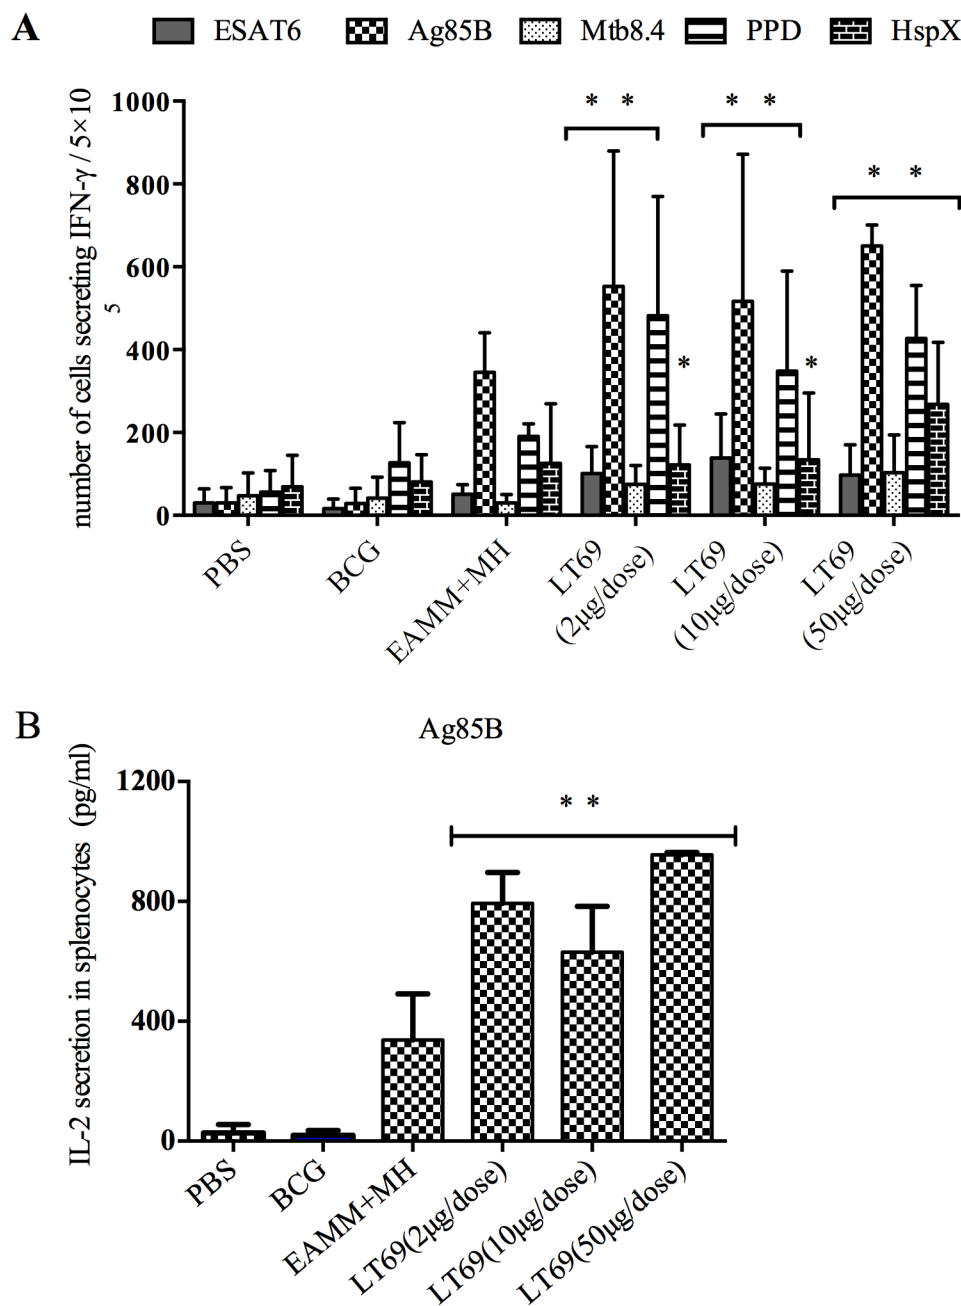 A
ESAT6 Ag85B Mtb8.4 PPD HspX
number of cells secreting IFN-γ / 5×10
5
1000
800
600
400
200
0
* *
* *
* *
*
*
PBS
BCG
EAMM+MH
LT69
(2μg/dose)
LT69
(10μg/dose)
LT69
(50μg/dose)
B
Ag85B
IL-2 secretion in splenocytes (pg/ml)
1200
800
400
0
* *
PBS
BCG
EAMM+MH
LT69(2μg/dose)
LT69(10μg/dose)
LT69(50μg/dose)